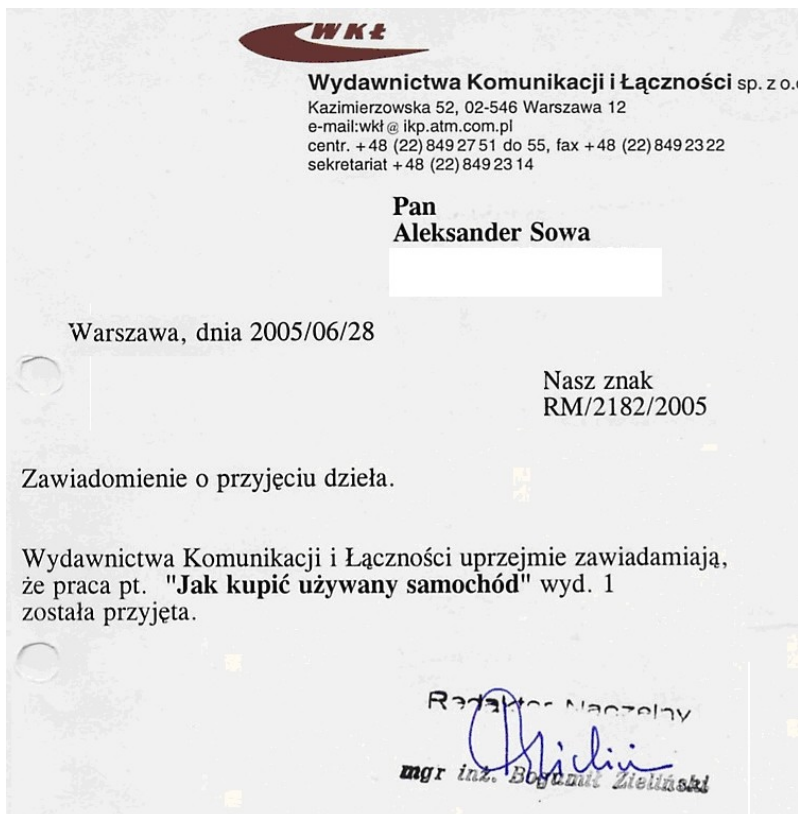 WKŁ
Wydawnictwa Komunikacji i Łączności sp. z o.
Kazimierzowska 52, 02-546 Warszawa 12
e-mail:wkł @ ikp.atm.com.pl
centr. +48 (22) 849 27 51 do 55, fax +48 (22) 849 23 22
sekretariat +48 (22) 849 23 14
Pan
Aleksander Sowa
Warszawa, dnia 2005/06/28
Nasz znak
RM/2182/2005
Zawiadomienie o przyjęciu dzieła.
Wydawnictwa Komunikacji i Łączności uprzejmie zawiadamiają,
że praca pt. "Jak kupić używany samochód" wyd. 1
została przyjęta.
Redaktor Naczelny
mgr inż. Bogumił Zieliński